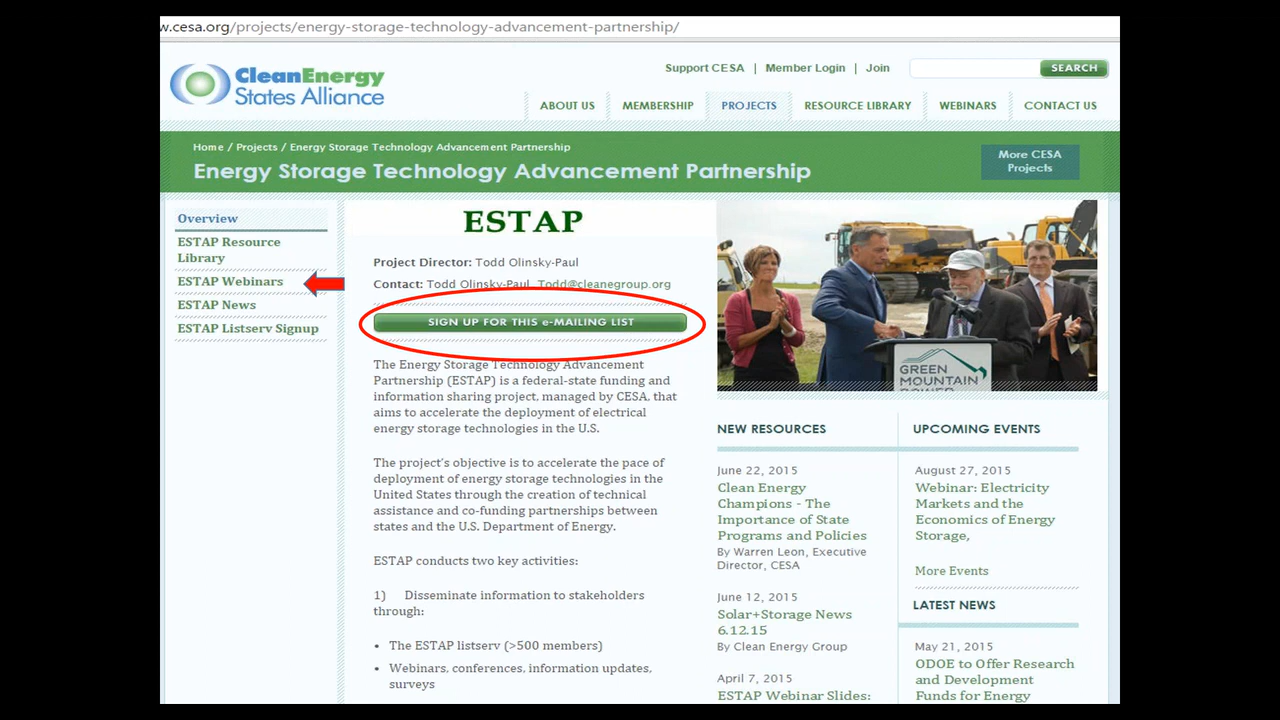 w.cesa.org/projects/energy-storage-technology-advancement-partnership/
CleanEnergy
States Alliance
Support CESA | Member Login | Join
SEARCH
ABOUT US
MEMBERSHIP
PROJECTS
RESOURCE LIBRARY
WEBINARS
CONTACT US
Home / Projects / Energy Storage Technology Advancement Partnership
Energy Storage Technology Advancement Partnership
More CESA
Projects
Overview
ESTAP Resource
Library
ESTAP Webinars
ESTAP News
ESTAP Listserv Signup
ESTAP
Project Director: Todd Olinsky-Paul
Contact: Todd Olinsky-Paul, Todd@cleanegroup.org
SIGN UP FOR THIS e-MAILING LIST
The Energy Storage Technology Advancement
Partnership (ESTAP) is a federal-state funding and
information sharing project, managed by CESA, that
aims to accelerate the deployment of electrical
energy storage technologies in the U.S.
The project's objective is to accelerate the pace of
deployment of energy storage technologies in the
United States through the creation of technical
assistance and co-funding partnerships between
states and the U.S. Department of Energy.
ESTAP conducts two key activities:
1) Disseminate information to stakeholders
through:
• The ESTAP listserv (>500 members)
• Webinars, conferences, information updates,
surveys
GREEN
MOUNTAIN
POWER
NEW RESOURCES
June 22, 2015
Clean Energy
Champions - The
Importance of State
Programs and Policies
By Warren Leon, Executive
Director, CESA
June 12, 2015
Solar+Storage News
6.12.15
By Clean Energy Group
April 7, 2015
ESTAP Webinar Slides:
UPCOMING EVENTS
August 27, 2015
Webinar: Electricity
Markets and the
Economics of Energy
Storage,
More Events
LATEST NEWS
May 21, 2015
ODOE to Offer Research
and Development
Funds for Energy